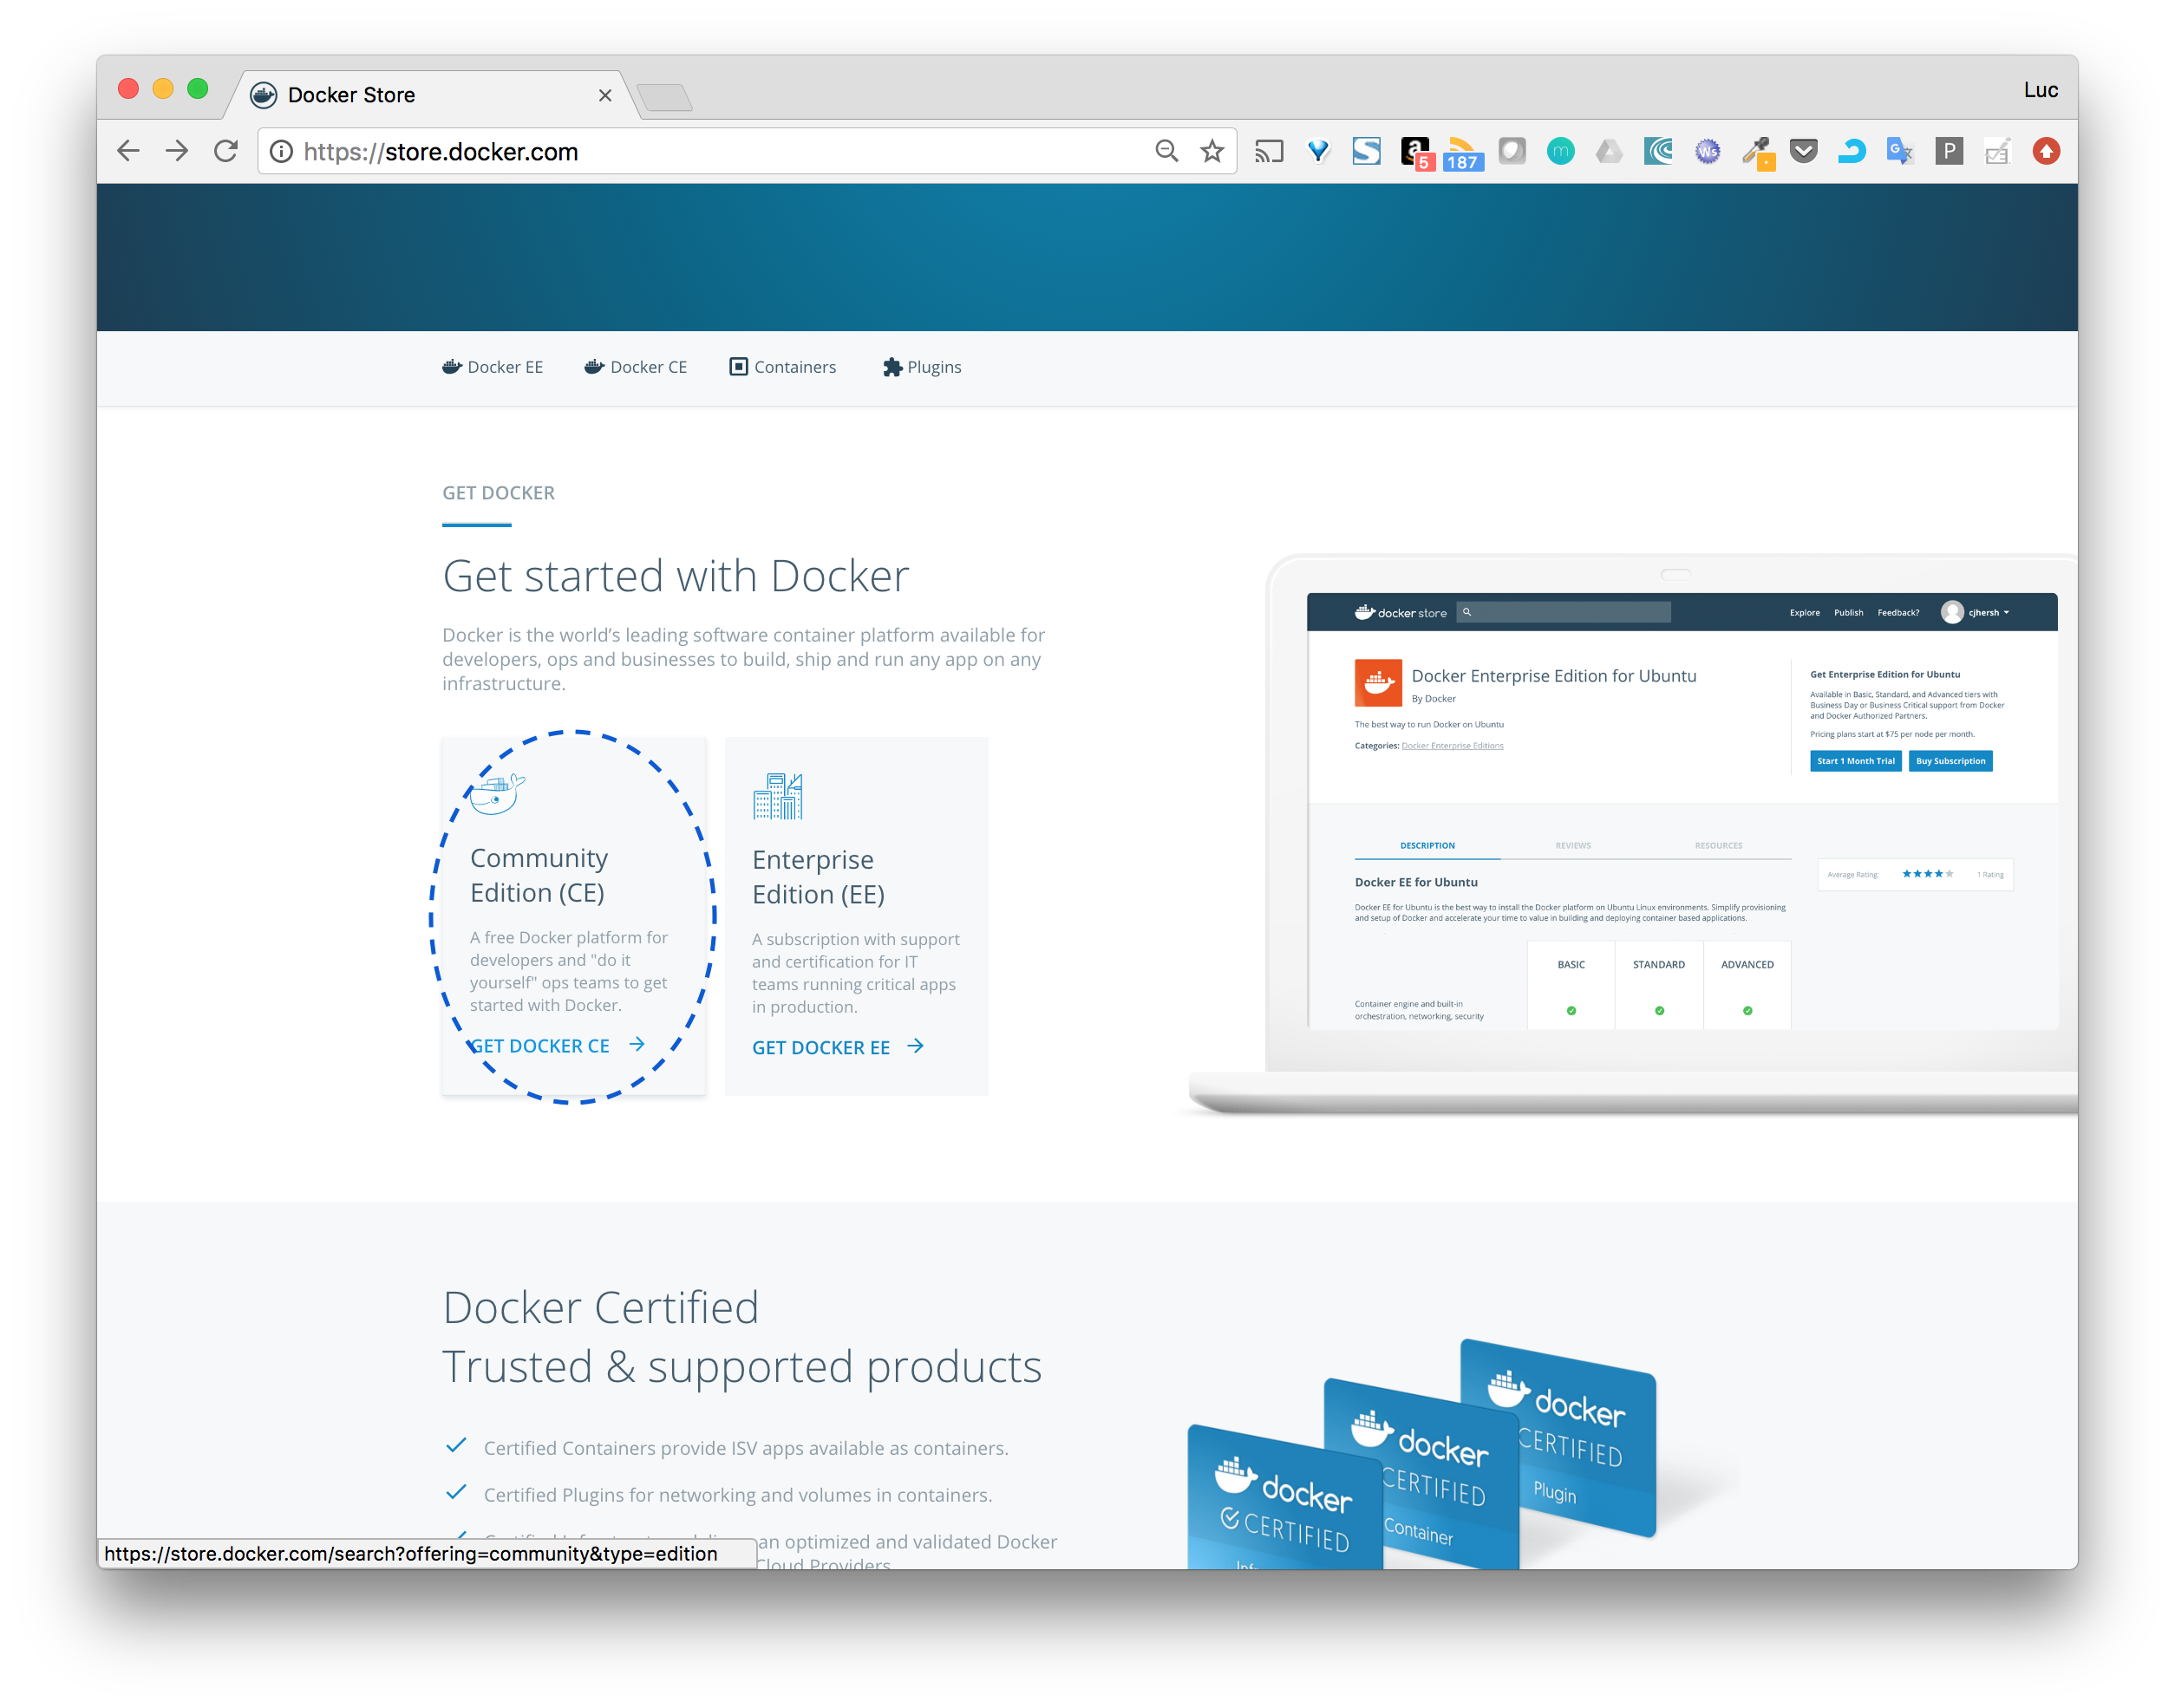 Docker Store
Luc
https://store.docker.com
5
187
m
Ws
G
P
Docker EE
Docker CE
Containers
Plugins
GET DOCKER
Get started with Docker
Docker is the world's leading software container platform available for
developers, ops and businesses to build, ship and run any app on any
infrastructure.
Community
Edition (CE)
A free Docker platform for
developers and "do it
yourself" ops teams to get
started with Docker.
GET DOCKER CE
Enterprise
Edition (EE)
A subscription with support
and certification for IT
teams running critical apps
in production.
GET DOCKER EE
docker store
Explore
Publish
Feedback?
cjhersh
Docker Enterprise Edition for Ubuntu
By Docker
The best way to run Docker on Ubuntu
Categories: Docker Enterprise Editions
Get Enterprise Edition for Ubuntu
Available in Basic, Standard, and Advanced tiers with
Business Day or Business Critical support from Docker
and Docker Authorized Partners.
Pricing plans start at $75 per node per month.
Start 1 Month Trial
Buy Subscription
DESCRIPTION
REVIEWS
RESOURCES
Docker EE for Ubuntu
Docker EE for Ubuntu is the best way to install the Docker platform on Ubuntu Linux environments. Simplify provisioning
and setup of Docker and accelerate your time to value in building and deploying container based applications.
Average Rating:
1 Rating
BASIC
STANDARD
ADVANCED
Container engine and built-in
orchestration, networking, security
Docker Certified
Trusted & supported products
Certified Containers provide ISV apps available as containers.
Certified Plugins for networking and volumes in containers.
an optimized and validated Docker
Cloud Providers
docker
CERTIFIED
Plugin
docker
CERTIFIED
Container
docker
CERTIFIED
https://store.docker.com/search?offering=community&type=edition